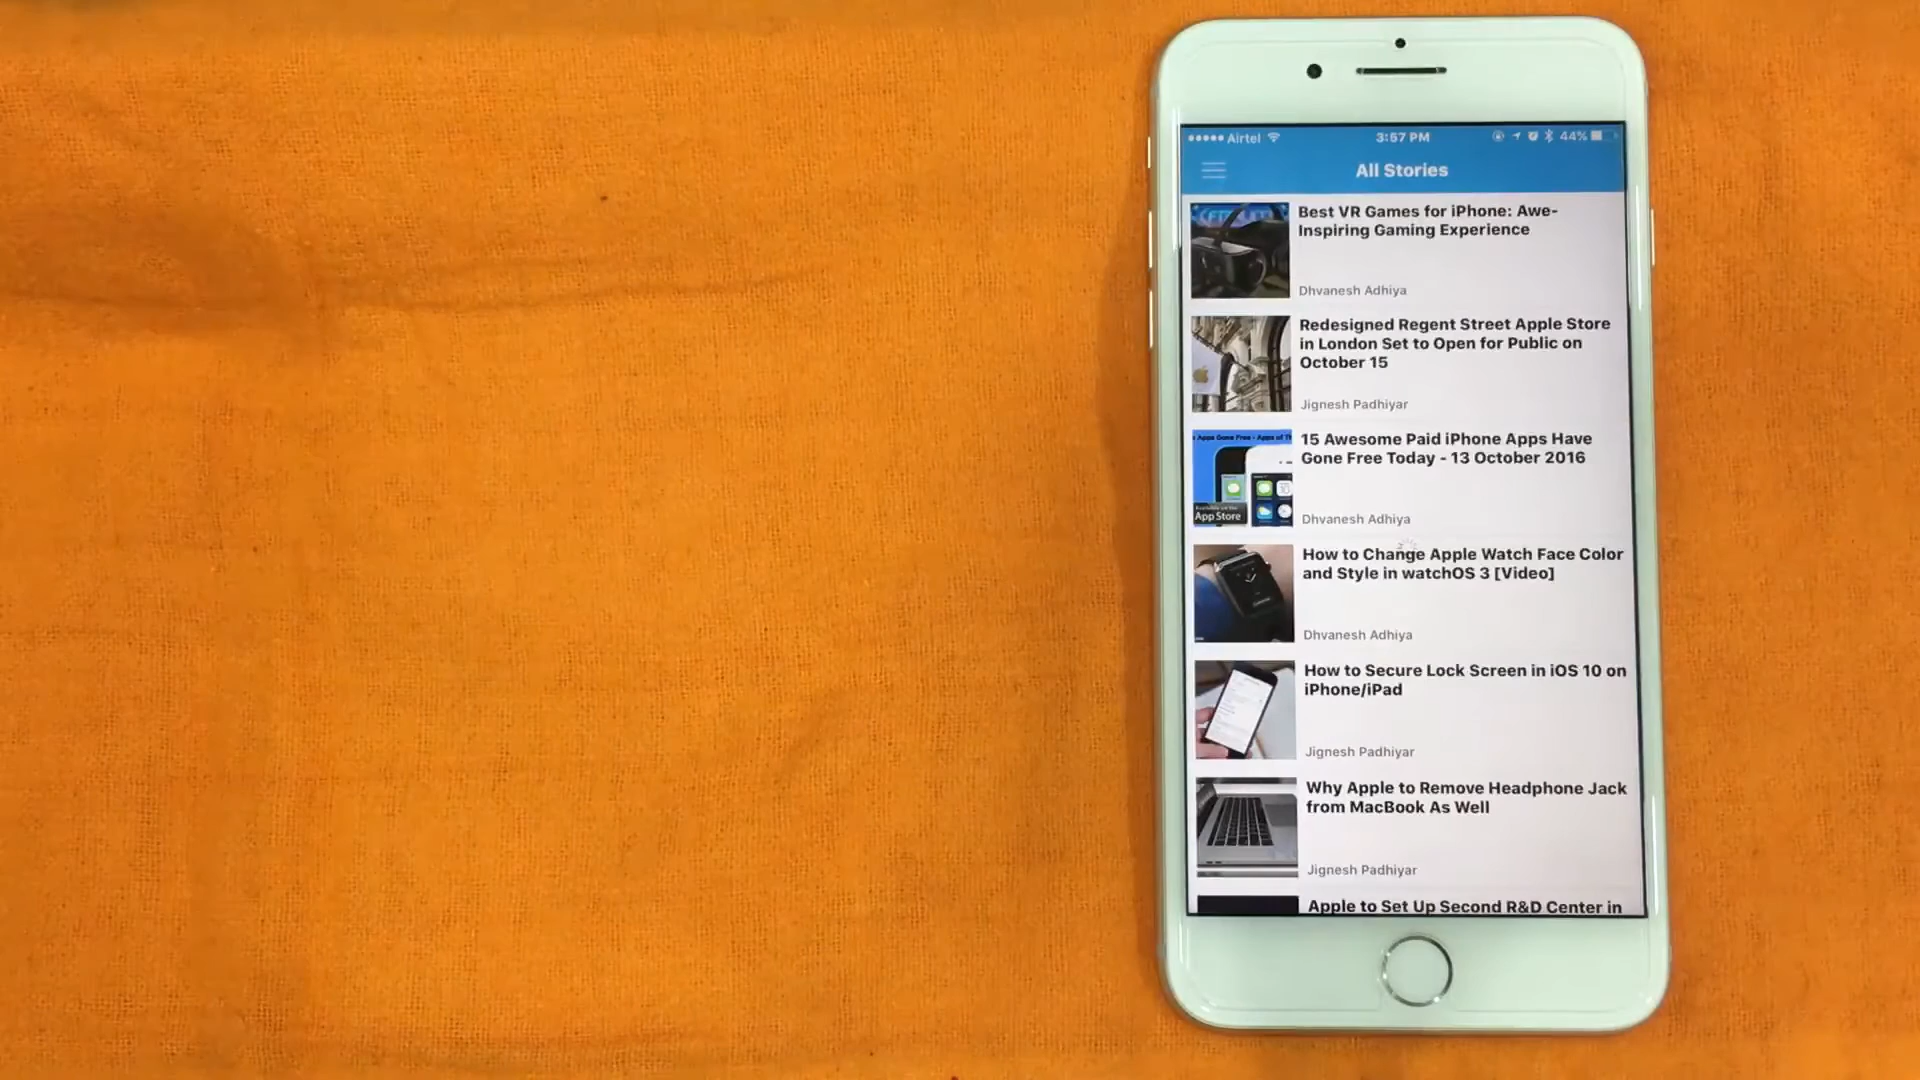 Airtel
3:57 PM
44%
All Stories
Best VR Games for iPhone: Awe-
Inspiring Gaming Experience
Dhvanesh Adhiya
Redesigned Regent Street Apple Store
in London Set to Open for Public on
October 15
Jignesh Padhiyar
15 Awesome Paid iPhone Apps Have
Gone Free Today - 13 October 2016
Dhvanesh Adhiya
Apps Gone Free - Apps of
App Store
How to Change Apple Watch Face Color
and Style in watchOS 3 [Video]
Dhvanesh Adhiya
How to Secure Lock Screen in iOS 10 on
iPhone/iPad
Jignesh Padhiyar
Why Apple to Remove Headphone Jack
from MacBook As Well
Jignesh Padhiyar
Apple to Set Up Second R&D Center in